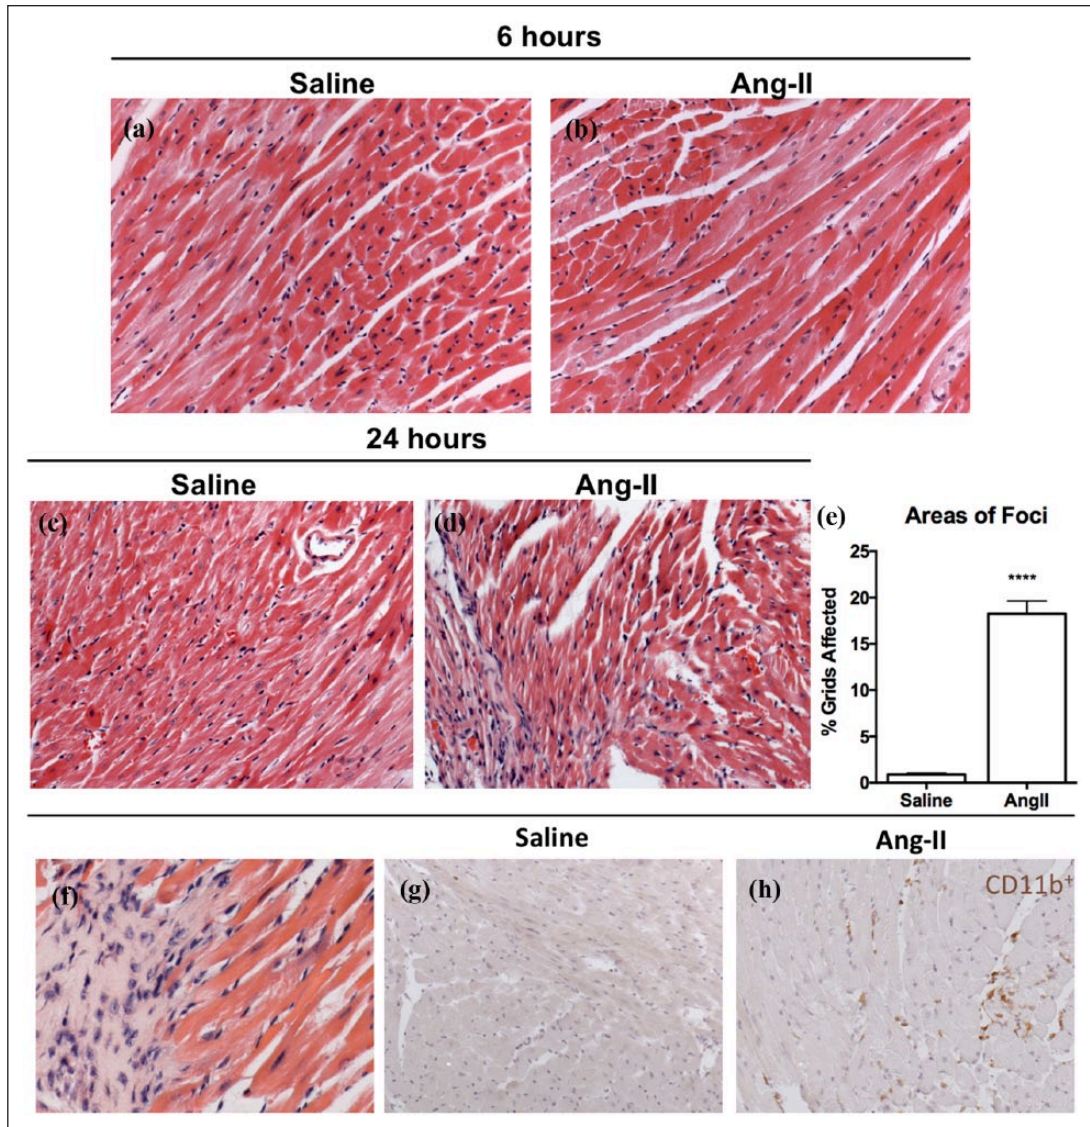 6 hours
Saline
Ang-II
(a)
(b)
24 hours
Saline
Ang-II
(c)
(d)
(e)
Areas of Foci
% Grids Affected
25
20
15
10
5
0
****
Saline
AngII
Saline
Ang-II
(f)
(g)
(h)
CD11b⁺